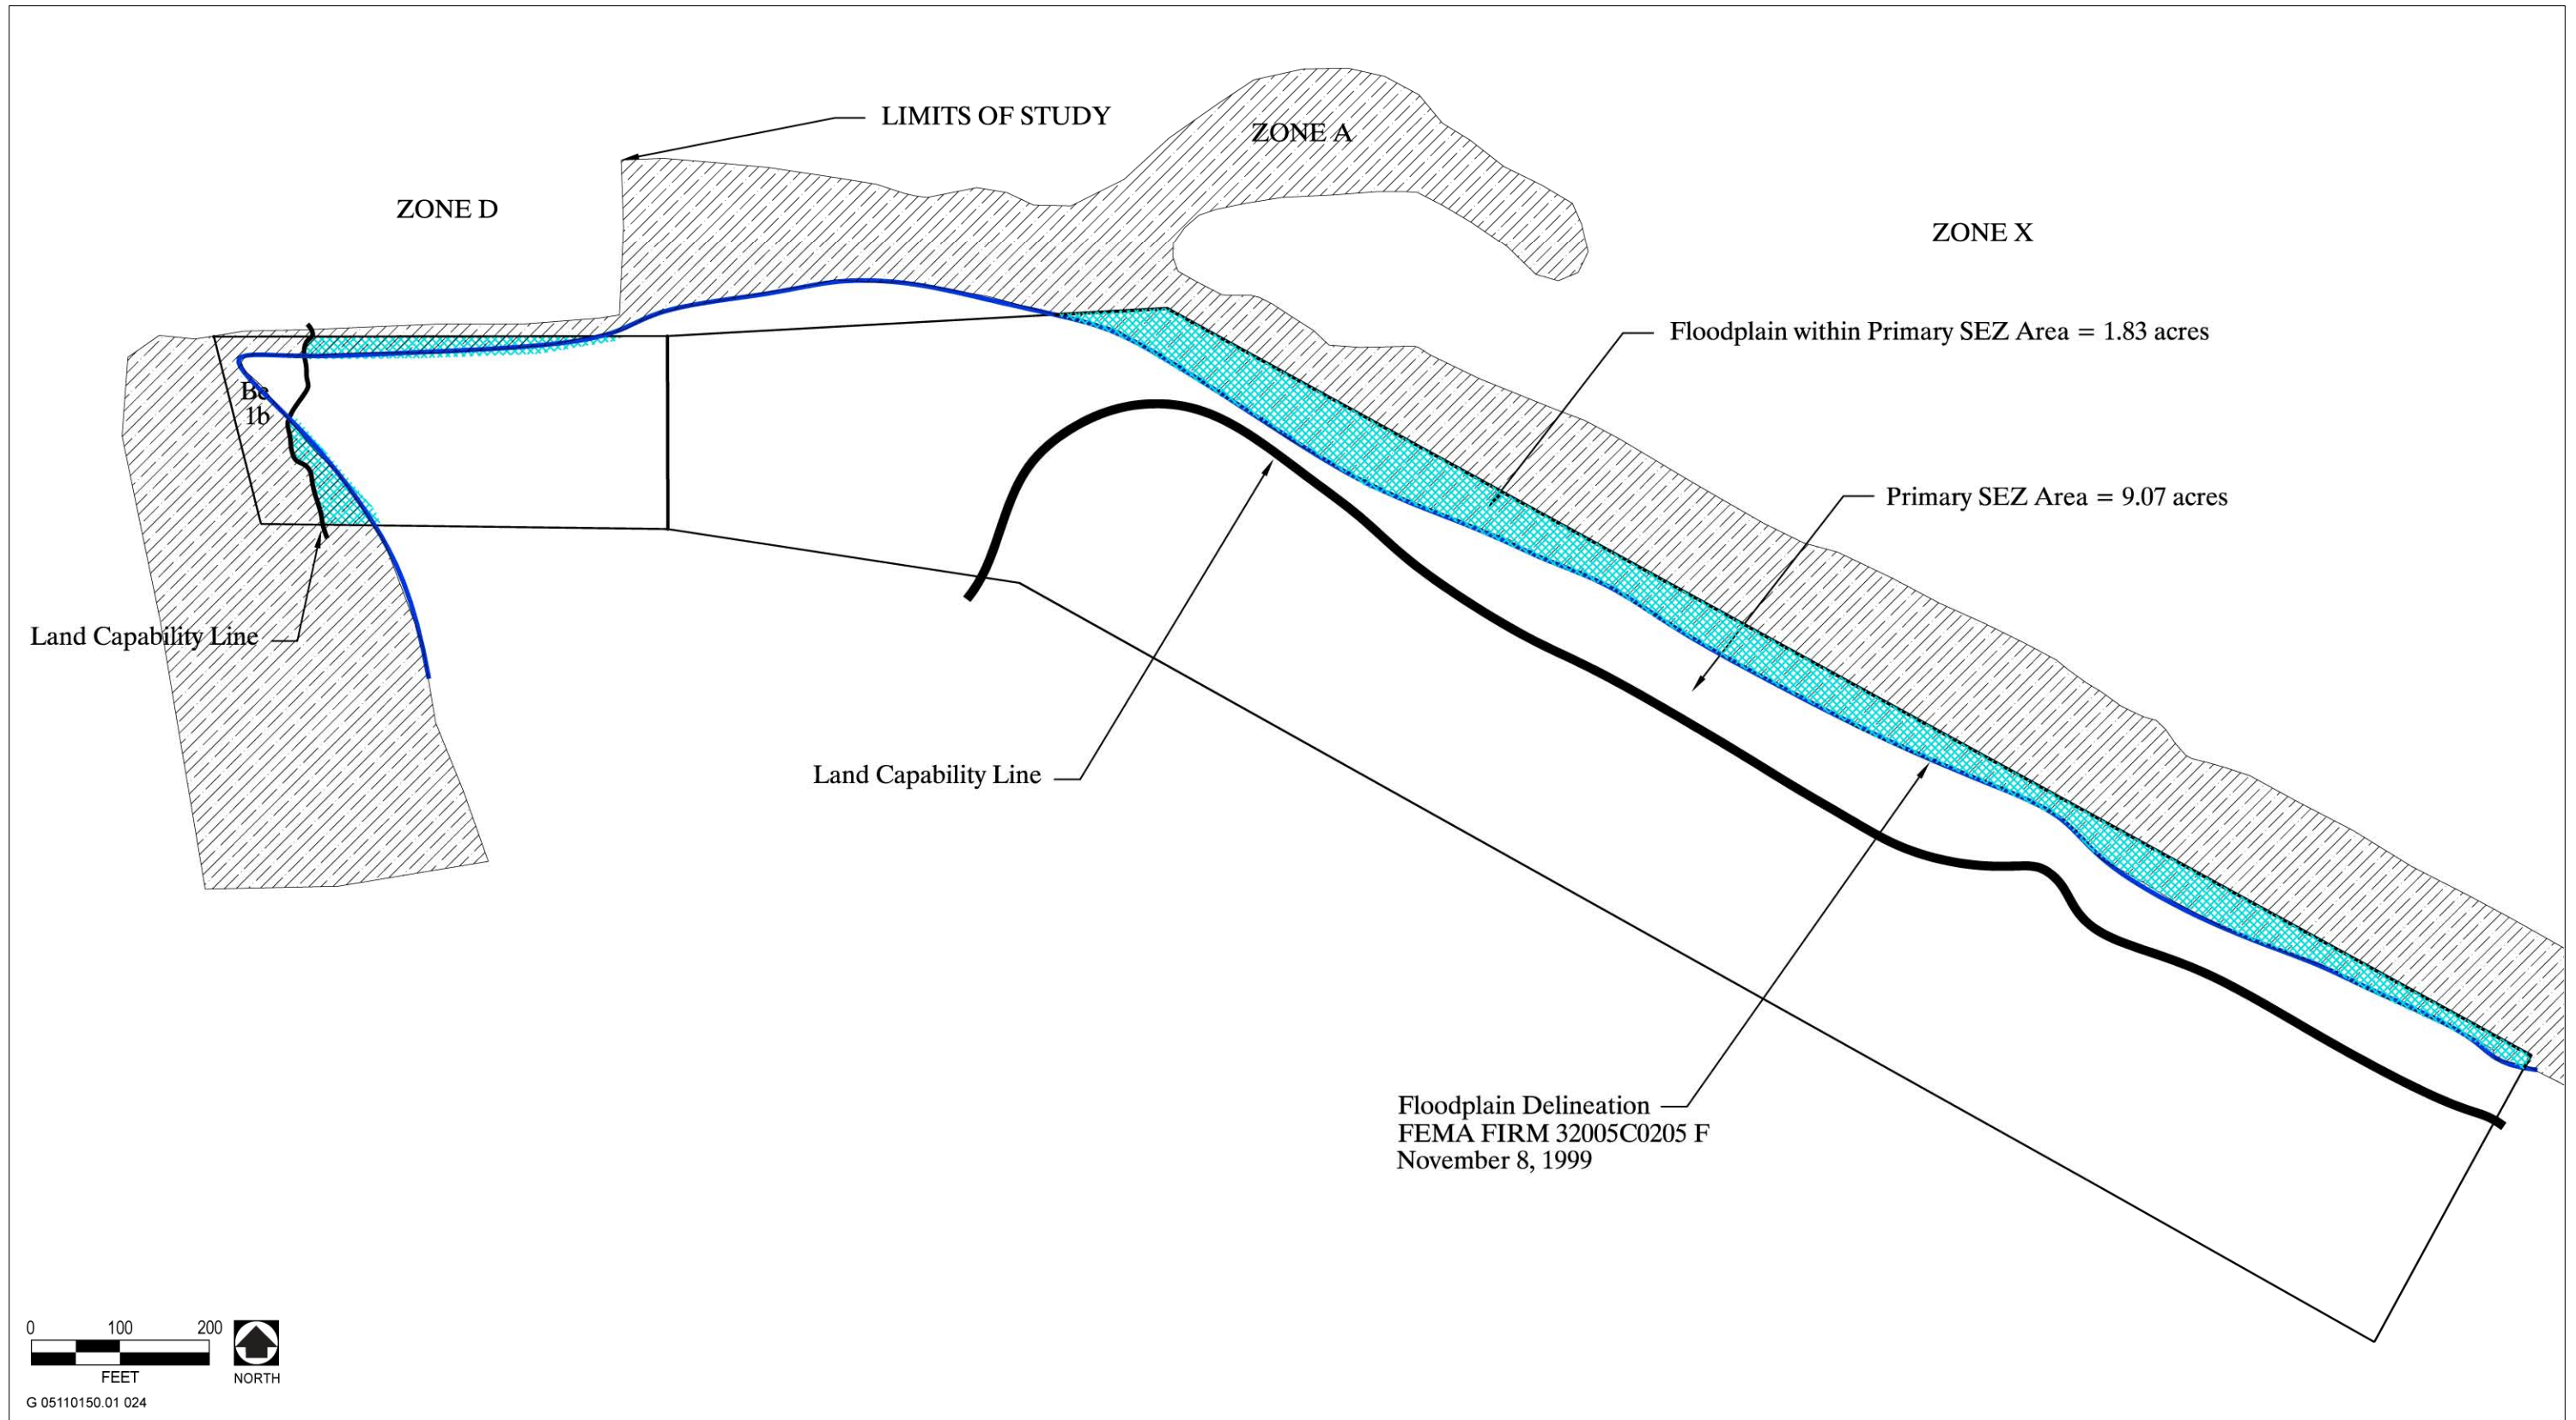 LIMITS OF STUDY
ZONE A
ZONE D
ZONE X
Floodplain within Primary SEZ Area = 1.83 acres
Be
1b
Primary SEZ Area = 9.07 acres
Land Capability Line
Land Capability Line
Floodplain Delineation
FEMA FIRM 32005C0205 F
November 8, 1999
0 100 200
FEET
NORTH
G 05110150.01 024